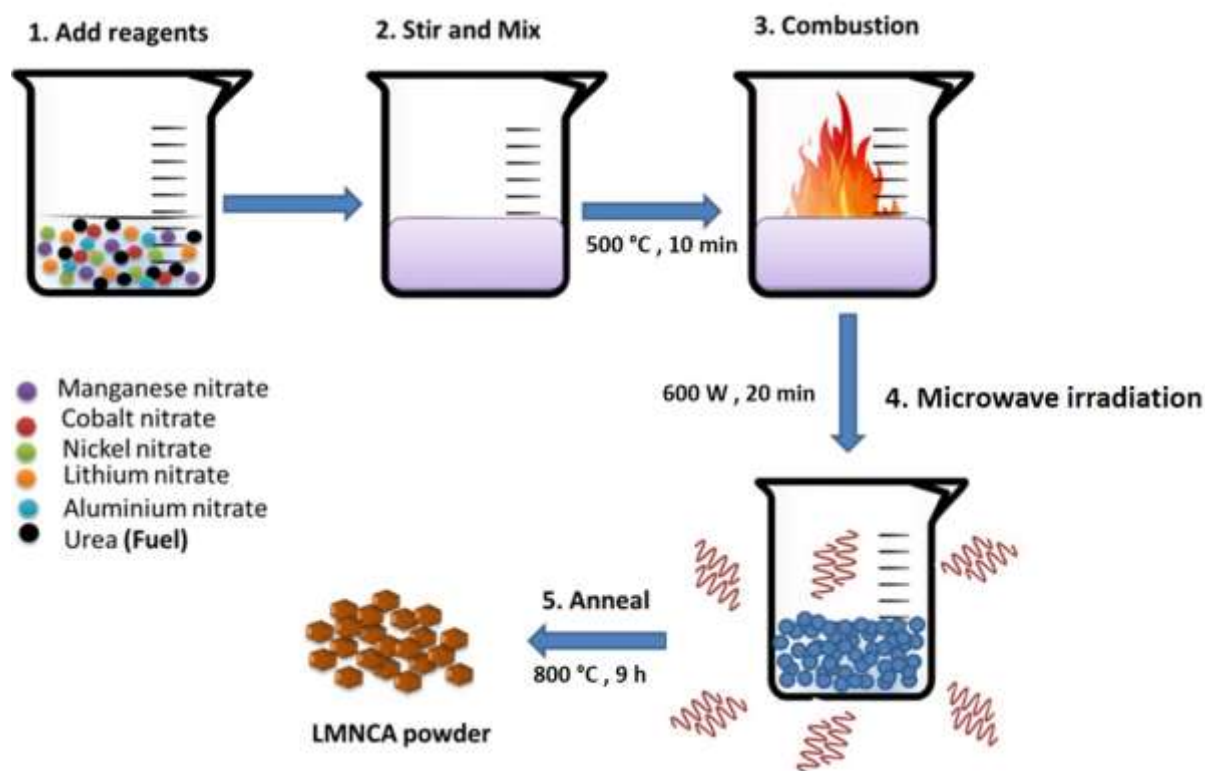 1. Add reagents
2. Stir and Mix
3. Combustion
500 °C , 10 min
Manganese nitrate
Cobalt nitrate
Nickel nitrate
Lithium nitrate
Aluminium nitrate
Urea (Fuel)
600 W , 20 min
4. Microwave irradiation
5. Anneal
800 °C , 9 h
LMNCA powder